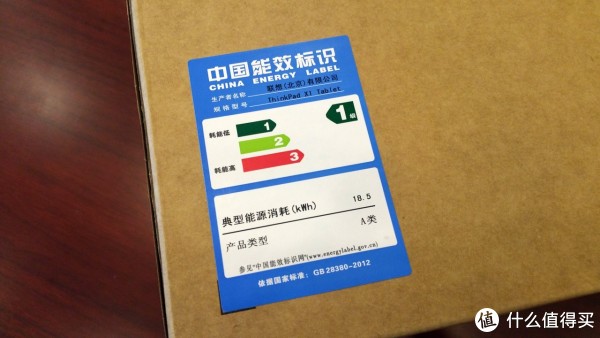 中国能效标识
CHINA ENERGY LABEL
生产者名称 联想(北京)有限公司
规格型号 ThinkPad X1 Tablet
耗能低 1 1级
2
耗能高 3
典型能源消耗(kWh) 18.5
产品类型 A类
参见"中国能效标识网"(www.energylabel.gov.cn)
依据国家标准: GB 28380-2012
值 什么值得买